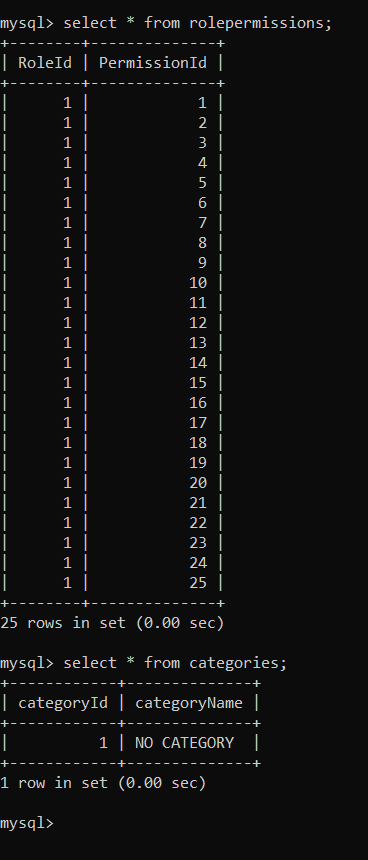 mysql> select * from rolepermissions;
+--------+--------------+
| RoleId | PermissionId |
+--------+--------------+
|      1 |            1 |
|      1 |            2 |
|      1 |            3 |
|      1 |            4 |
|      1 |            5 |
|      1 |            6 |
|      1 |            7 |
|      1 |            8 |
|      1 |            9 |
|      1 |           10 |
|      1 |           11 |
|      1 |           12 |
|      1 |           13 |
|      1 |           14 |
|      1 |           15 |
|      1 |           16 |
|      1 |           17 |
|      1 |           18 |
|      1 |           19 |
|      1 |           20 |
|      1 |           21 |
|      1 |           22 |
|      1 |           23 |
|      1 |           24 |
|      1 |           25 |
+--------+--------------+
25 rows in set (0.00 sec)

mysql> select * from categories;
+------------+--------------+
| categoryId | categoryName |
+------------+--------------+
|          1 | NO CATEGORY  |
+------------+--------------+
1 row in set (0.00 sec)

mysql>